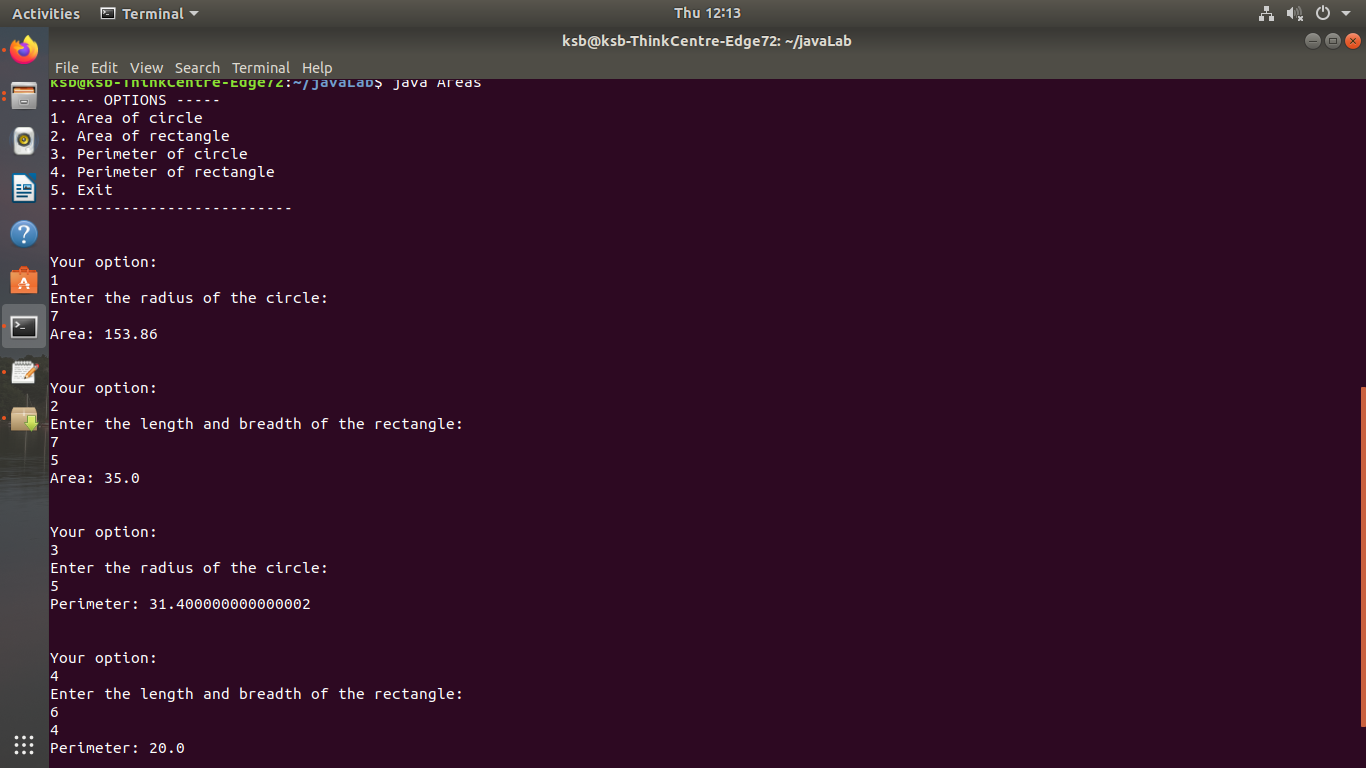 Activities Terminal Thu 12:13
ksb@ksb-ThinkCentre-Edge72: ~/javaLab
File Edit View Search Terminal Help
ksb@ksb-ThinkCentre-Edge72:~/javaLab$ java Areas
----- OPTIONS -----
1. Area of circle
2. Area of rectangle
3. Perimeter of circle
4. Perimeter of rectangle
5. Exit
---------------------------
Your option:
1
Enter the radius of the circle:
7
Area: 153.86
Your option:
2
Enter the length and breadth of the rectangle:
7
5
Area: 35.0
Your option:
3
Enter the radius of the circle:
5
Perimeter: 31.400000000000002
Your option:
4
Enter the length and breadth of the rectangle:
6
4
Perimeter: 20.0